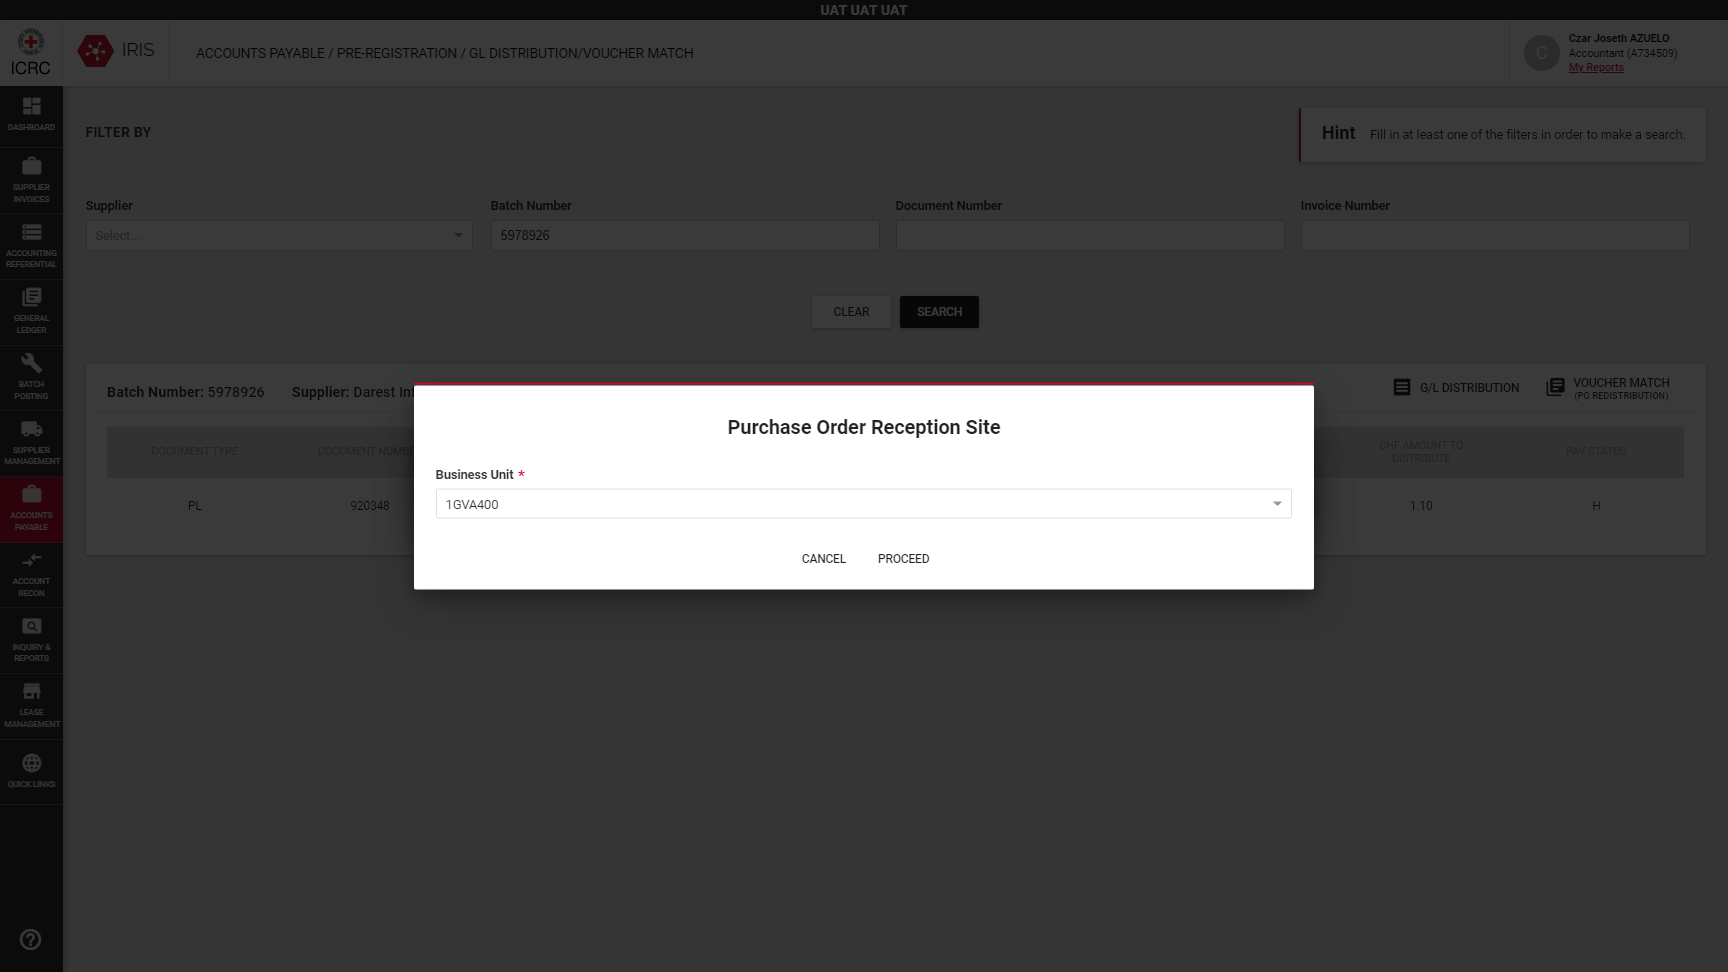 UAT UAT UAT
ICRC
IRIS
ACCOUNTS PAYABLE / PRE-REGISTRATION / GL DISTRIBUTION/VOUCHER MATCH
C
Czar Joseth AZUELO
Accountant (A734509)
My Reports
DASHBOARD
SUPPLIER
INVOICES
ACCOUNTING
REFERENTIAL
GENERAL
LEDGER
BATCH
POSTING
SUPPLIER
MANAGEMENT
ACCOUNTS
PAYABLE
ACCOUNT
RECON
INQUIRY &
REPORTS
LEASE
MANAGEMENT
QUICK LINKS
FILTER BY
Hint Fill in at least one of the filters in order to make a search.
Supplier
Select...
Batch Number
5978926
Document Number
Invoice Number
CLEAR
SEARCH
Batch Number: 5978926 Supplier: Darest
G/L DISTRIBUTION
VOUCHER MATCH
(PO REDISTRIBUTION)
DOCUMENT TYPE
DOCUMENT
CHF AMOUNT TO
DISTRIBUTE
PAY STATUS
PL
920348
1.10
H
Purchase Order Reception Site
Business Unit *
1GVA400
CANCEL
PROCEED